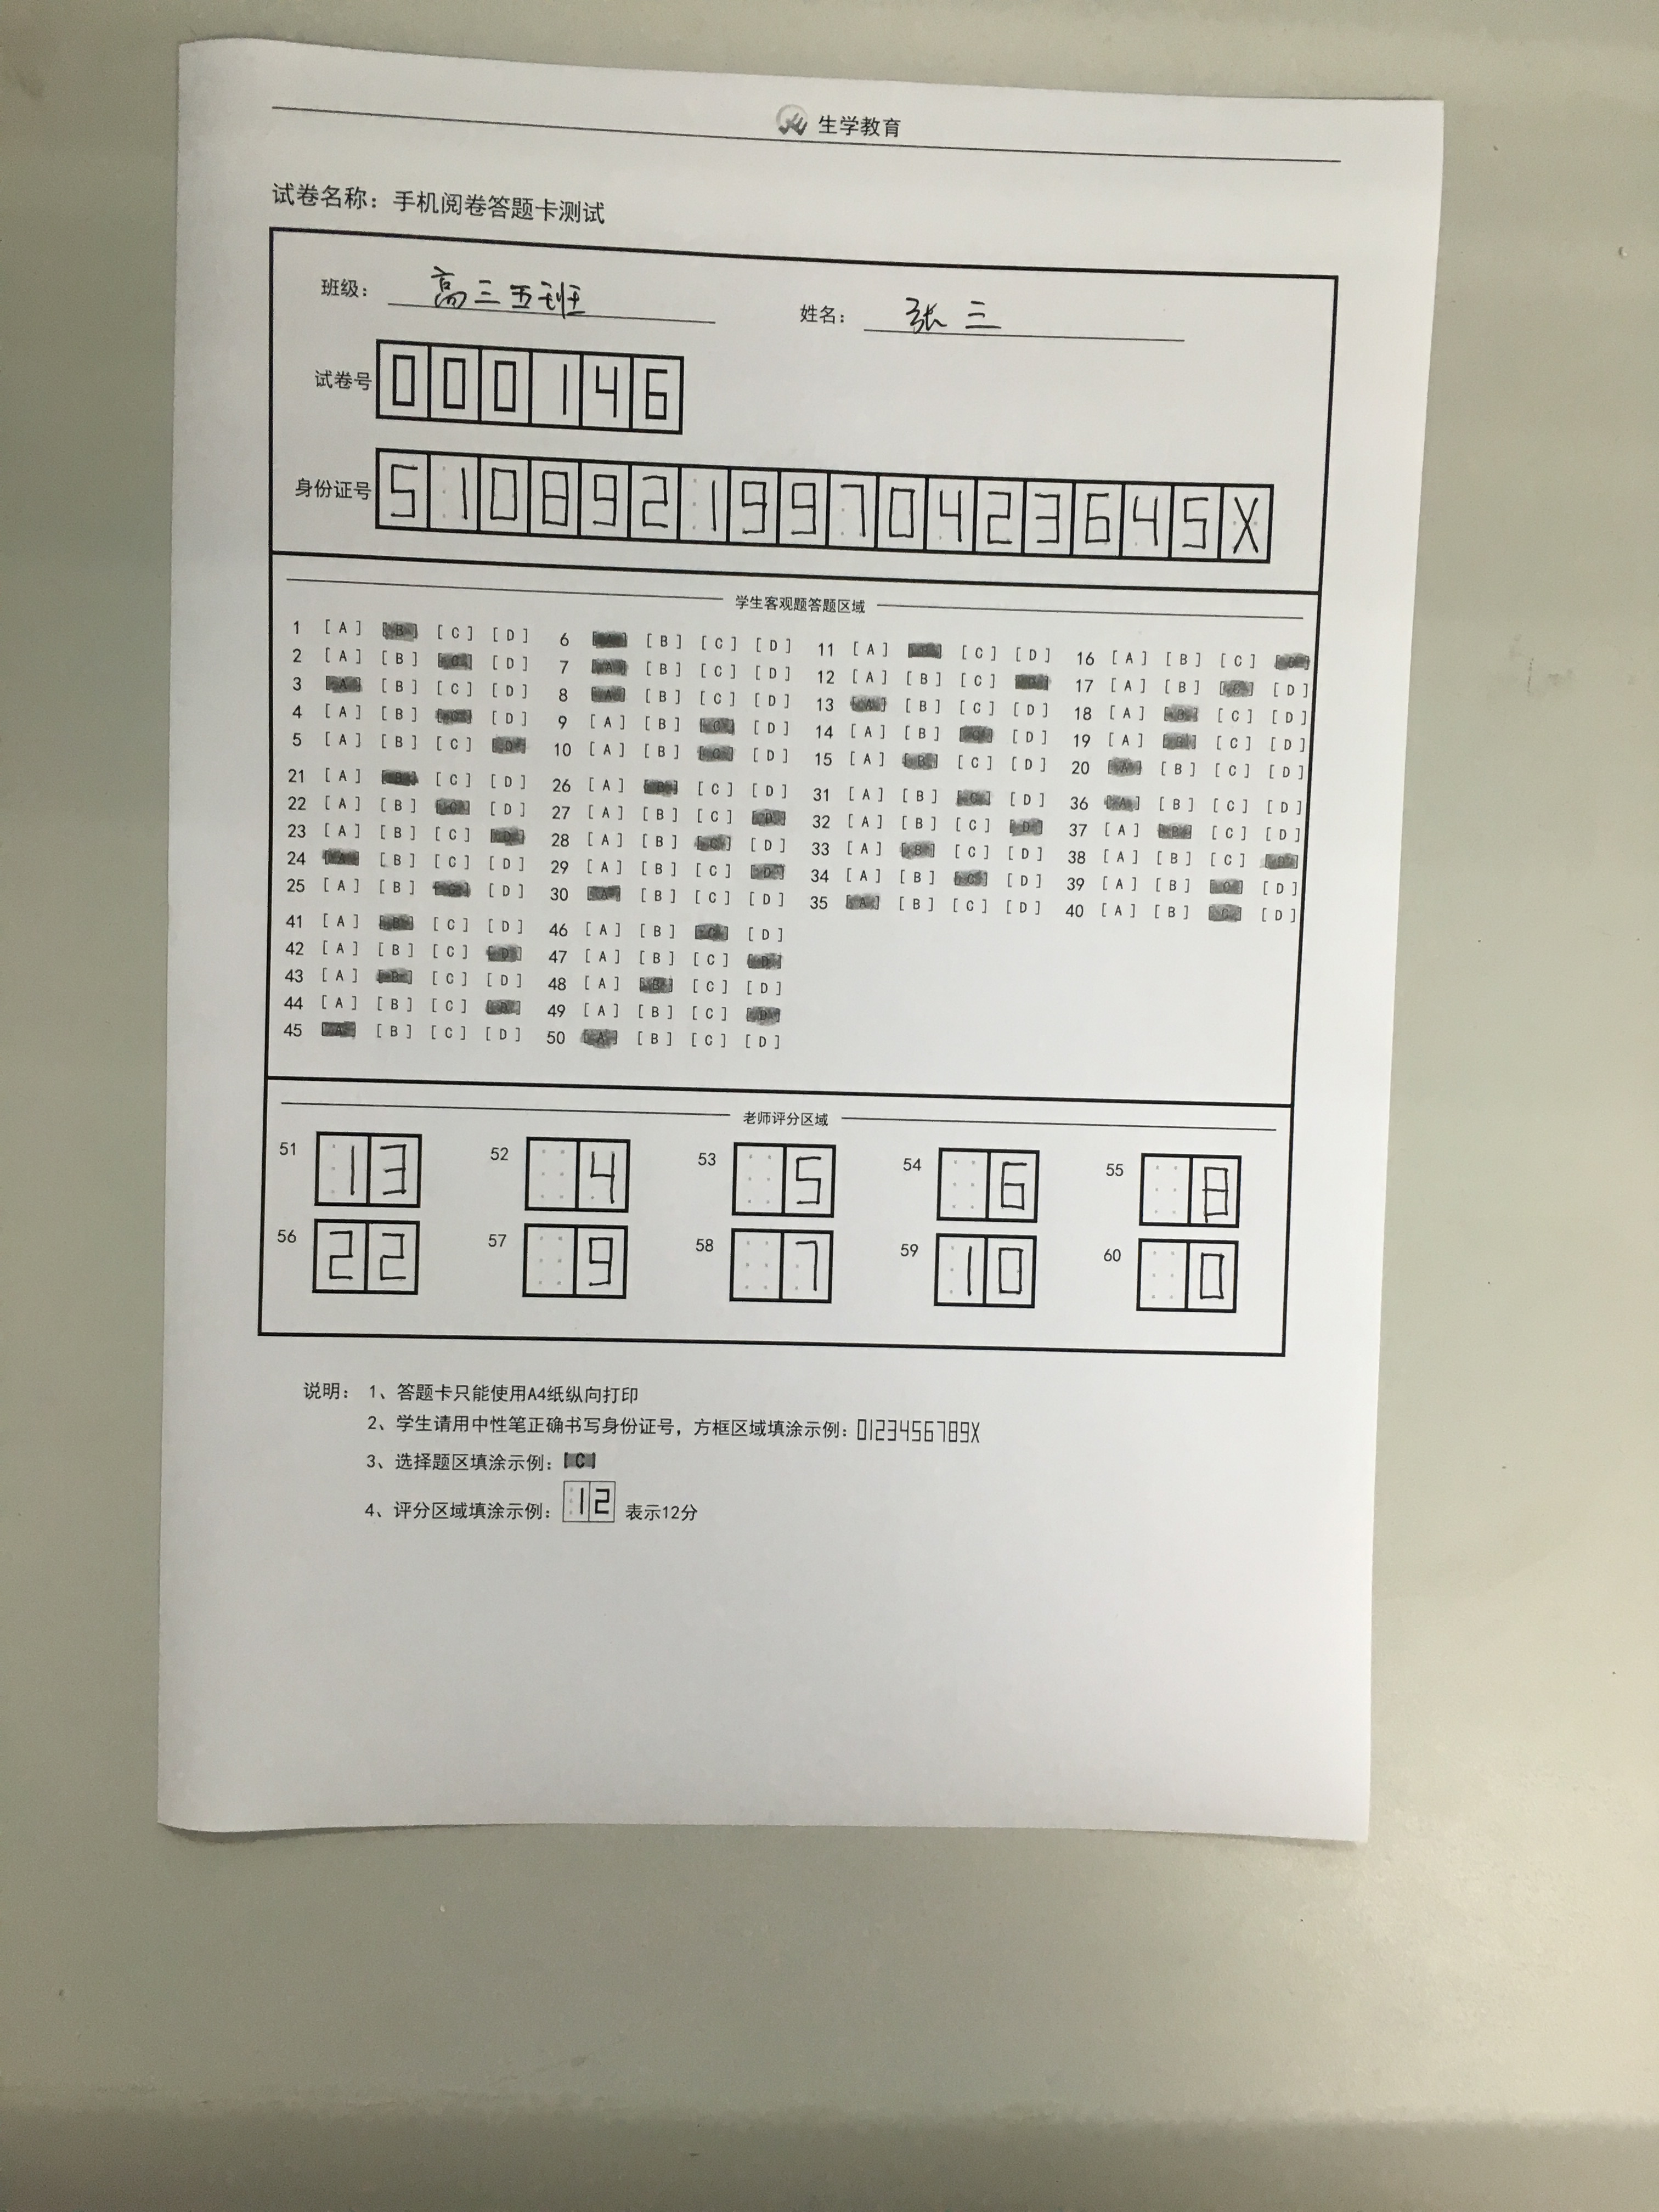 生学教育
试卷名称：手机阅卷答题卡测试
班级： 高三五班 姓名： 张三
试卷号 000146
身份证号 51089219970423645X
学生客观题答题区域
1 [A] [B] [C] [D] 6 [A] [B] [C] [D] 11 [A] [B] [C] [D] 16 [A] [B] [C] [D]
2 [A] [B] [C] [D] 7 [A] [B] [C] [D] 12 [A] [B] [C] [D] 17 [A] [B] [C] [D]
3 [A] [B] [C] [D] 8 [A] [B] [C] [D] 13 [A] [B] [C] [D] 18 [A] [B] [C] [D]
4 [A] [B] [C] [D] 9 [A] [B] [C] [D] 14 [A] [B] [C] [D] 19 [A] [B] [C] [D]
5 [A] [B] [C] [D] 10 [A] [B] [C] [D] 15 [A] [B] [C] [D] 20 [A] [B] [C] [D]
21 [A] [B] [C] [D] 26 [A] [B] [C] [D] 31 [A] [B] [C] [D] 36 [A] [B] [C] [D]
22 [A] [B] [C] [D] 27 [A] [B] [C] [D] 32 [A] [B] [C] [D] 37 [A] [B] [C] [D]
23 [A] [B] [C] [D] 28 [A] [B] [C] [D] 33 [A] [B] [C] [D] 38 [A] [B] [C] [D]
24 [A] [B] [C] [D] 29 [A] [B] [C] [D] 34 [A] [B] [C] [D] 39 [A] [B] [C] [D]
25 [A] [B] [C] [D] 30 [A] [B] [C] [D] 35 [A] [B] [C] [D] 40 [A] [B] [C] [D]
41 [A] [B] [C] [D] 46 [A] [B] [C] [D]
42 [A] [B] [C] [D] 47 [A] [B] [C] [D]
43 [A] [B] [C] [D] 48 [A] [B] [C] [D]
44 [A] [B] [C] [D] 49 [A] [B] [C] [D]
45 [A] [B] [C] [D] 50 [A] [B] [C] [D]
老师评分区域
51 13 52 4 53 5 54 6 55 8
56 22 57 9 58 7 59 10 60 0
说明： 1、答题卡只能使用A4纸纵向打印
2、学生请用中性笔正确书写身份证号，方框区域填涂示例：0123456789X
3、选择题区填涂示例：[C]
4、评分区域填涂示例：12 表示12分